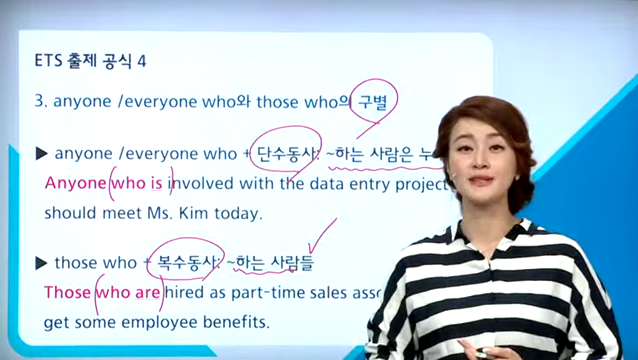 ETS 출제 공식 4
3. anyone /everyone who와 those who의 구별
▶ anyone /everyone who + 단수동사: ~하는 사람은 누
Anyone who is involved with the data entry project
should meet Ms. Kim today.
▶ those who + 복수동사: ~하는 사람들
Those who are hired as part-time sales
get some employee benefits.